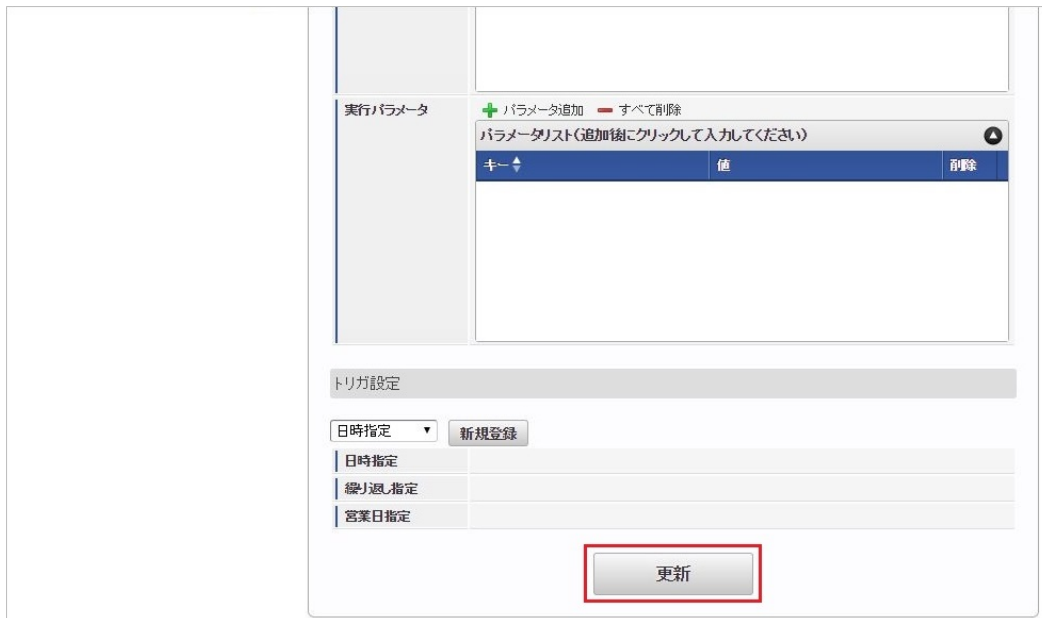 実行パラメータ
パラメータ追加 すべて削除
パラメータリスト(追加後にクリックして入力してください)
キー 値 削除
トリガ設定
日時指定 新規登録
日時指定
繰り返し指定
営業日指定
更新